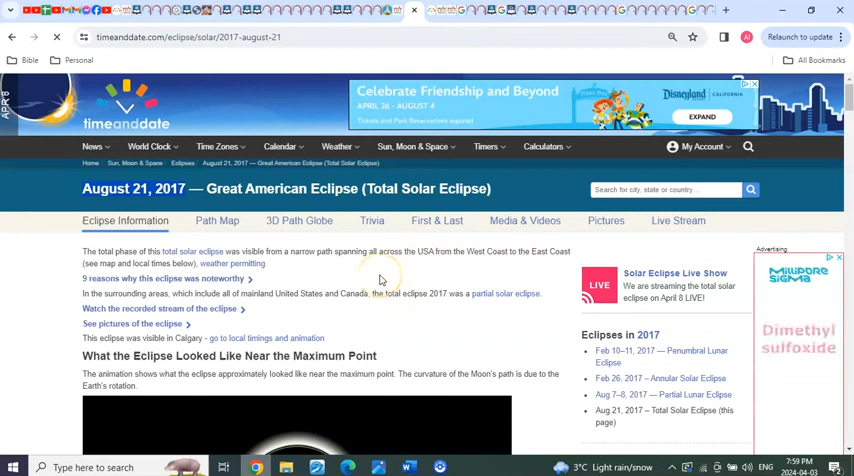 timeanddate.com/eclipse/solar/2017-august-21
AI
Relaunch to update
Bible
Personal
All Bookmarks
APR 8
timeanddate
Celebrate Friendship and Beyond
APRIL 26 - AUGUST 4
Tickets and Park Reservations required
Disneyland
CALIFORNIA
EXPAND
News
World Clock
Time Zones
Calendar
Weather
Sun, Moon & Space
Timers
Calculators
My Account
Home
Sun, Moon & Space
Eclipses
August 21, 2017 — Great American Eclipse (Total Solar Eclipse)
August 21, 2017 — Great American Eclipse (Total Solar Eclipse)
Search for city, state or country…
Eclipse Information
Path Map
3D Path Globe
Trivia
First & Last
Media & Videos
Pictures
Live Stream
The total phase of this total solar eclipse was visible from a narrow path spanning all across the USA from the West Coast to the East Coast
(see map and local times below), weather permitting.
9 reasons why this eclipse was noteworthy
In the surrounding areas, which include all of mainland United States and Canada, the total eclipse 2017 was a partial solar eclipse.
Watch the recorded stream of the eclipse
See pictures of the eclipse
This eclipse was visible in Calgary - go to local timings and animation
What the Eclipse Looked Like Near the Maximum Point
The animation shows what the eclipse approximately looked like near the maximum point. The curvature of the Moon's path is due to the
Earth's rotation.
LIVE
Solar Eclipse Live Show
We are streaming the total
solar eclipse on April 8 LIVE!
Eclipses in 2017
Feb 10–11, 2017 — Penumbral Lunar
Eclipse
Feb 26, 2017 — Annular Solar Eclipse
Aug 7–8, 2017 — Partial Lunar Eclipse
Aug 21, 2017 — Total Solar Eclipse (this
page)
Advertising
Millipore
SigMa
Dimethyl
sulfoxide
Type here to search
3°C Light rain/snow
ENG
7:59 PM
2024-04-03
2